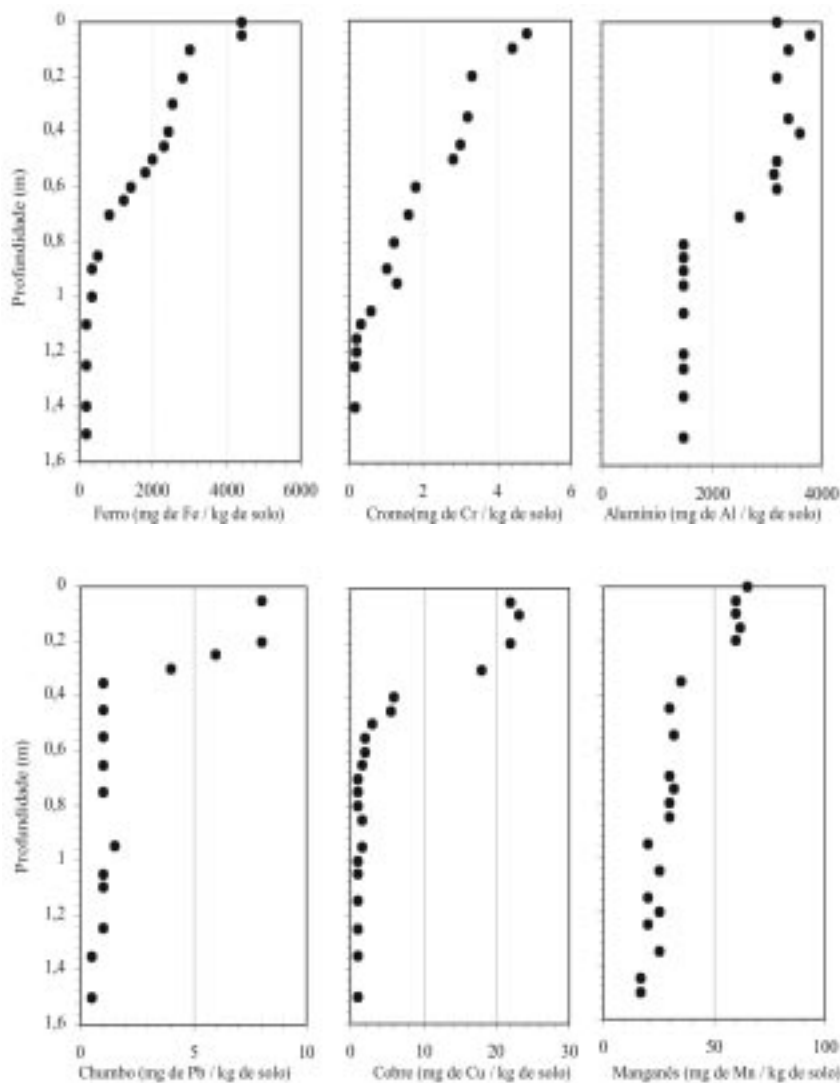 0
0,2
0,4
0,6
0,8
1
1,2
1,4
1,6
Profundidade (m)
0 2000 4000 6000
Ferro (mg de Fe / kg de solo)
0 2 4 6
Cromo(mg de Cr / kg de solo)
0 2000 4000
Alumínio (mg de Al / kg de solo)
0
0,2
0,4
0,6
0,8
1
1,2
1,4
1,6
Profundidade (m)
0 5 10
Chumbo (mg de Pb / kg de solo)
0 10 20 30
Cobre (mg de Cu / kg de solo)
0 50 100
Manganês (mg de Mn / kg de solo)